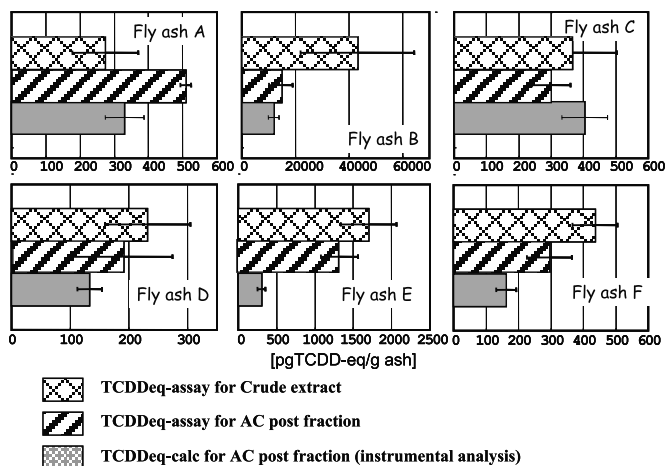 Fly ash A
Fly ash B
Fly ash C
0 100 200 300 400 500 600
0 20000 40000 60000
0 100 200 300 400 500 600
Fly ash D
Fly ash E
Fly ash F
0 100 200 300
0 500 1000 1500 2000 2500
0 100 200 300 400 500 600
[pgTCDD-eq/g ash]
TCDDeq-assay for Crude extract
TCDDeq-assay for AC post fraction
TCDDeq-calc for AC post fraction (instrumental analysis)